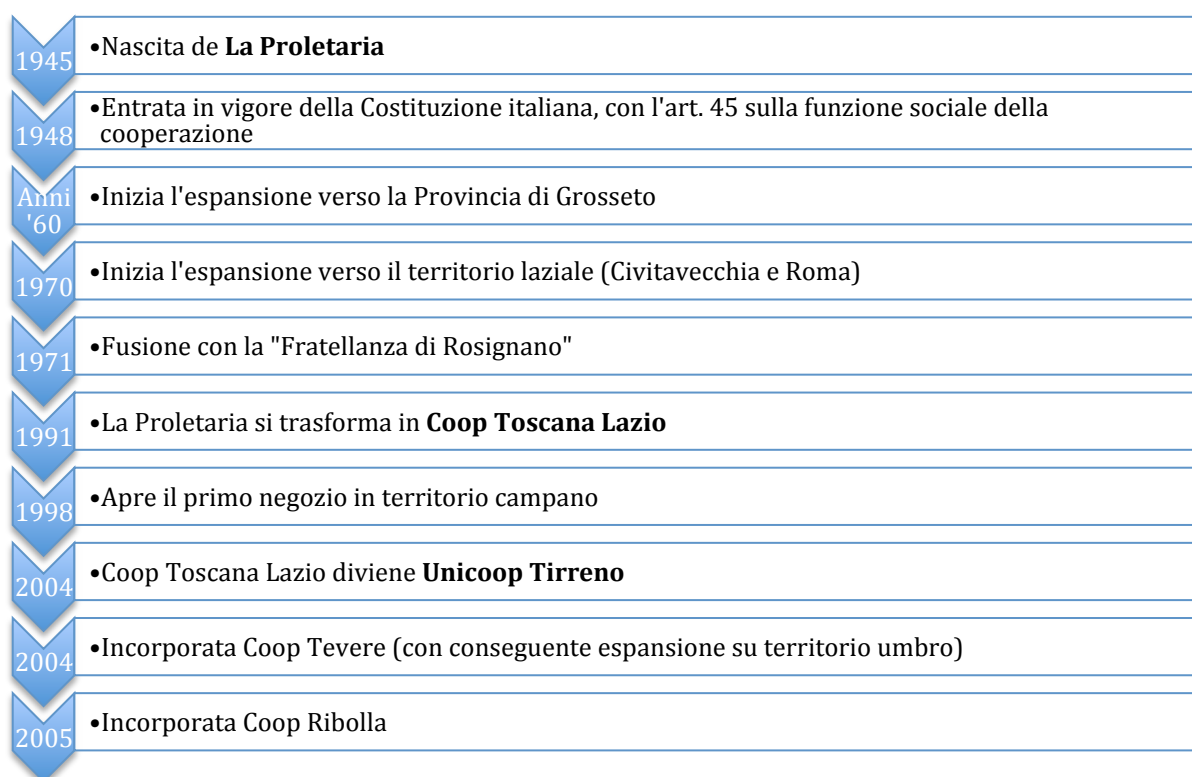 1945
•Nascita de La Proletaria
1948
•Entrata in vigore della Costituzione italiana, con l'art. 45 sulla funzione sociale della
cooperazione
Anni
'60
•Inizia l'espansione verso la Provincia di Grosseto
1970
•Inizia l'espansione verso il territorio laziale (Civitavecchia e Roma)
1971
•Fusione con la "Fratellanza di Rosignano"
1991
•La Proletaria si trasforma in Coop Toscana Lazio
1998
•Apre il primo negozio in territorio campano
2004
•Coop Toscana Lazio diviene Unicoop Tirreno
2004
•Incorporata Coop Tevere (con conseguente espansione su territorio umbro)
2005
•Incorporata Coop Ribolla